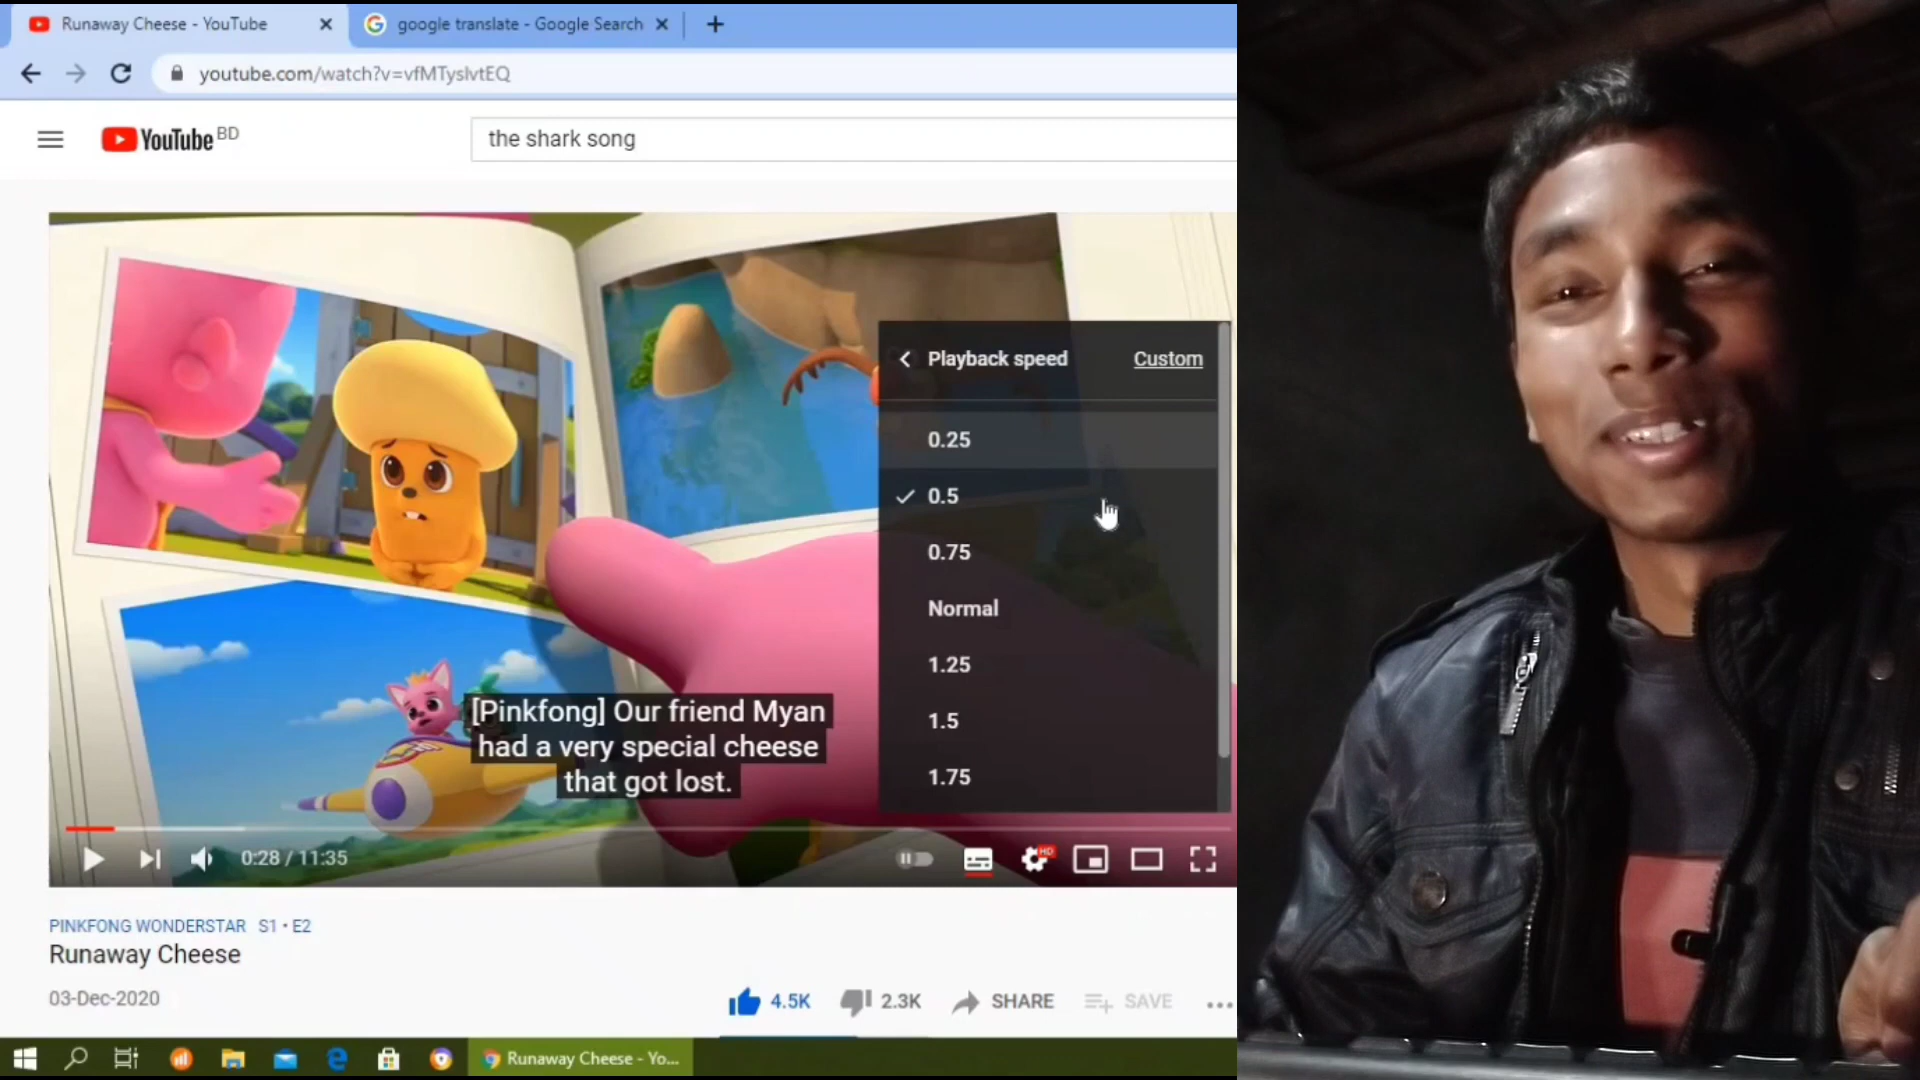 Runaway Cheese - YouTube
google translate - Google Search
youtube.com/watch?v=vfMTyslvtEQ
YouTube BD
the shark song
Playback speed Custom
0.25
0.5
0.75
Normal
1.25
1.5
1.75
[Pinkfong] Our friend Myan
had a very special cheese
that got lost.
0:28 / 11:35
HD
PINKFONG WONDERSTAR S1 • E2
Runaway Cheese
03-Dec-2020
4.5K 2.3K SHARE SAVE
Runaway Cheese - Yo...